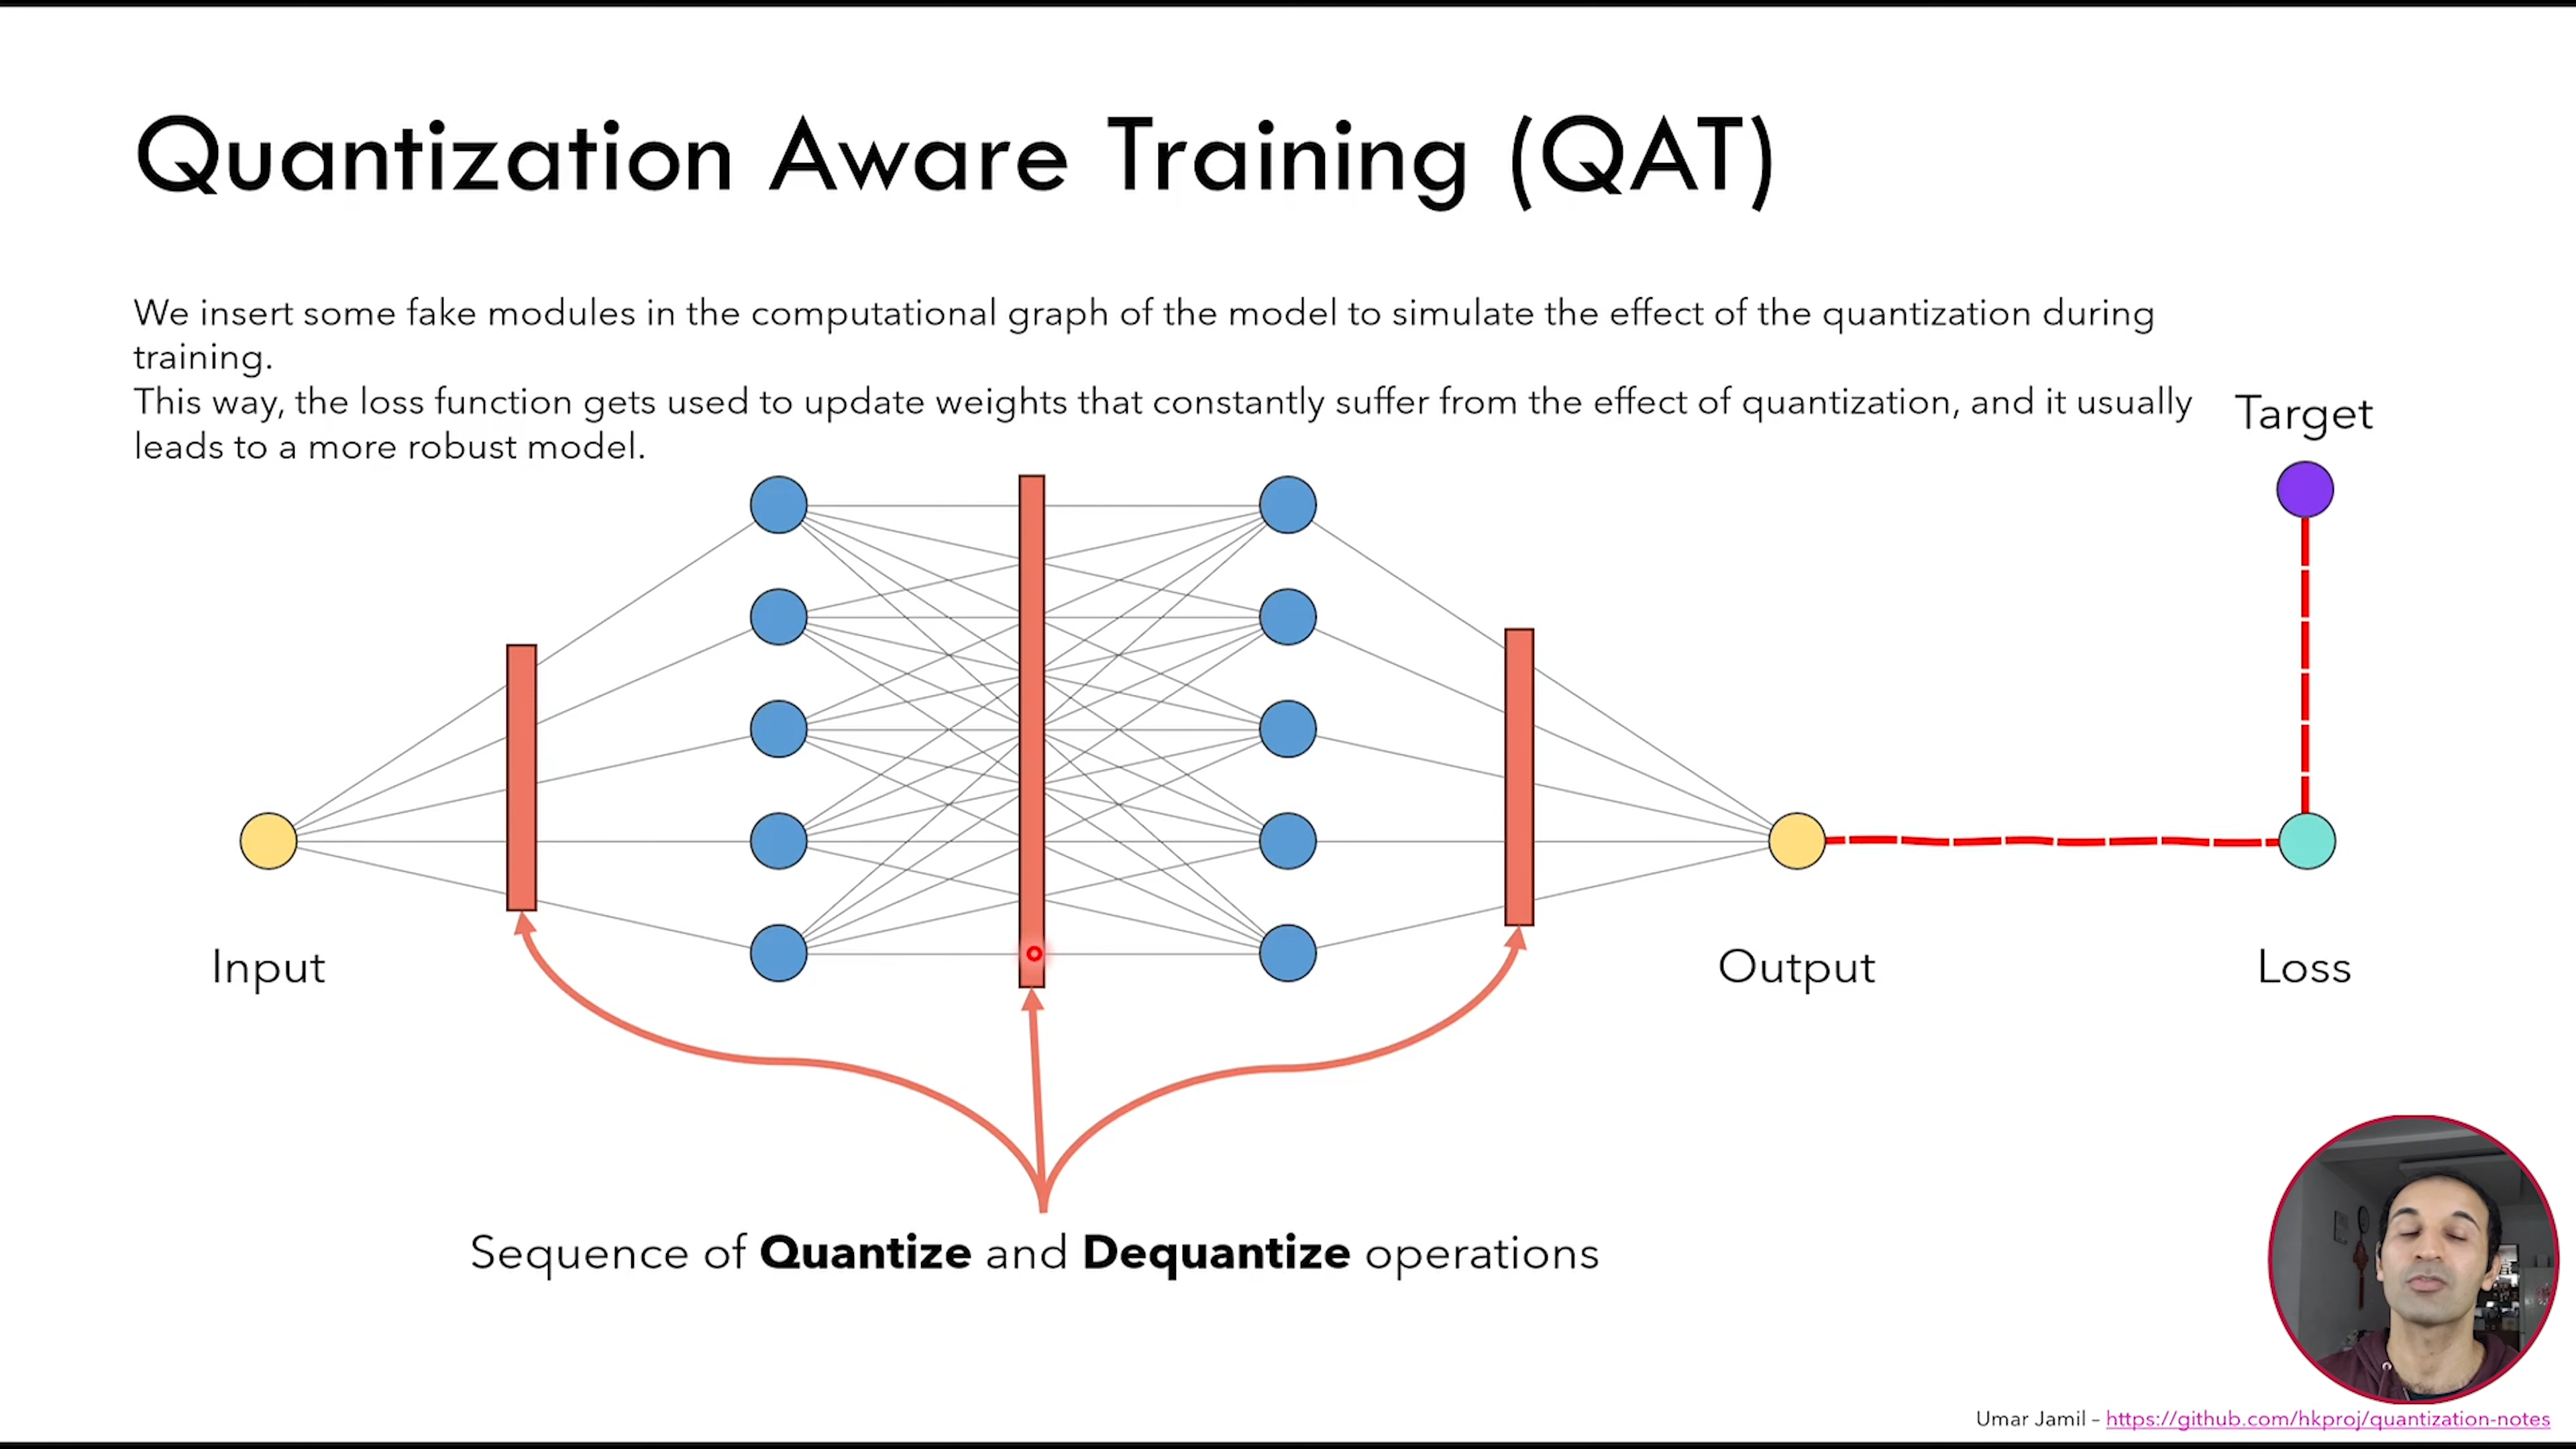 Quantization Aware Training (QAT)
We insert some fake modules in the computational graph of the model to simulate the effect of the quantization during
training.
This way, the loss function gets used to update weights that constantly suffer from the effect of quantization, and it usually
leads to a more robust model.
Target
Input
Output
Loss
Sequence of Quantize and Dequantize operations
Umar Jamil – https://github.com/hkproj/quantization-notes